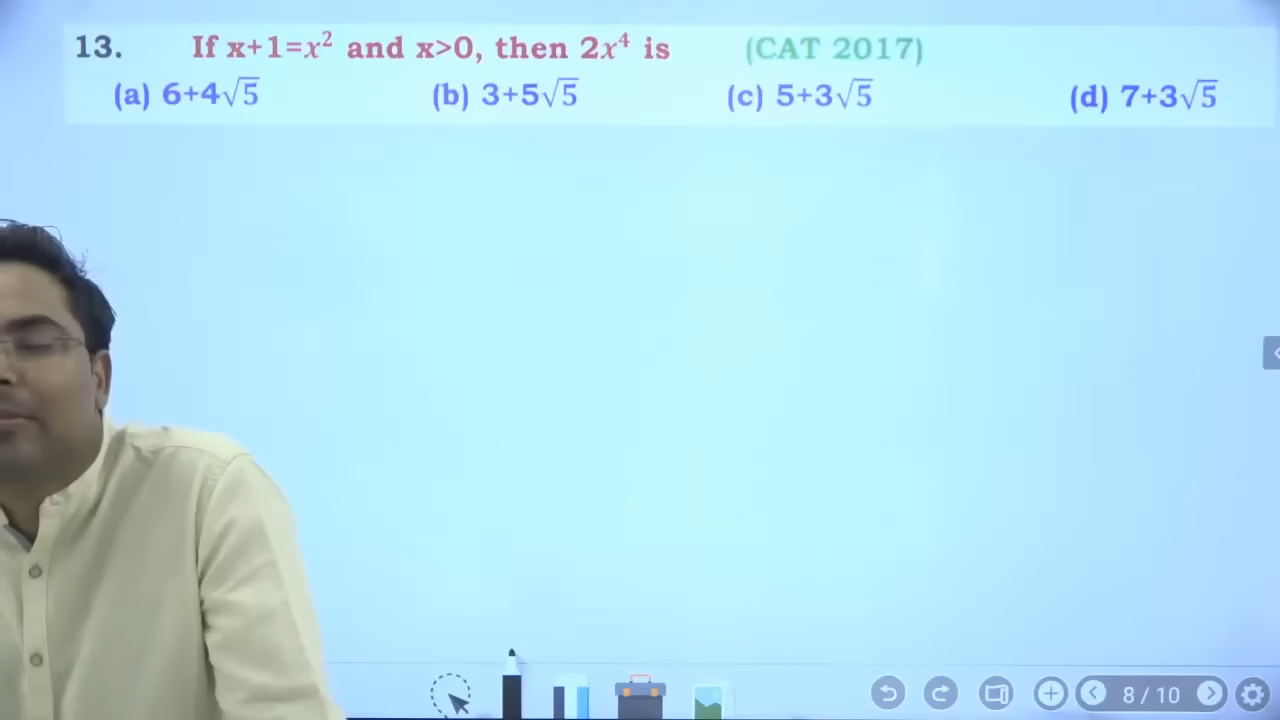 13. If x+1=x² and x>0, then 2x⁴ is (CAT 2017)
(a) 6+4√5 (b) 3+5√5 (c) 5+3√5 (d) 7+3√5
8 / 10